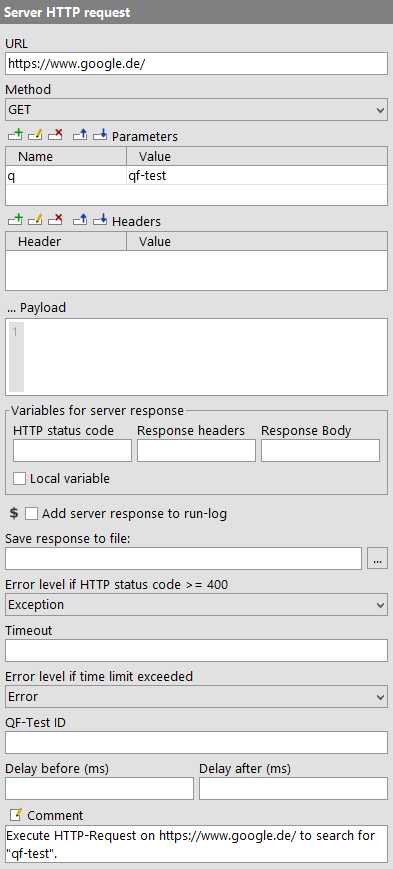 Server HTTP request
URL
https://www.google.de/
Method
GET
Parameters
Name Value
q qf-test
Headers
Header Value
... Payload
1
Variables for server response
HTTP status code Response headers Response Body
Local variable
$ Add server response to run-log
Save response to file:
...
Error level if HTTP status code >= 400
Exception
Timeout
Error level if time limit exceeded
Error
QF-Test ID
Delay before (ms) Delay after (ms)
Comment
Execute HTTP-Request on https://www.google.de/ to search for
"qf-test".